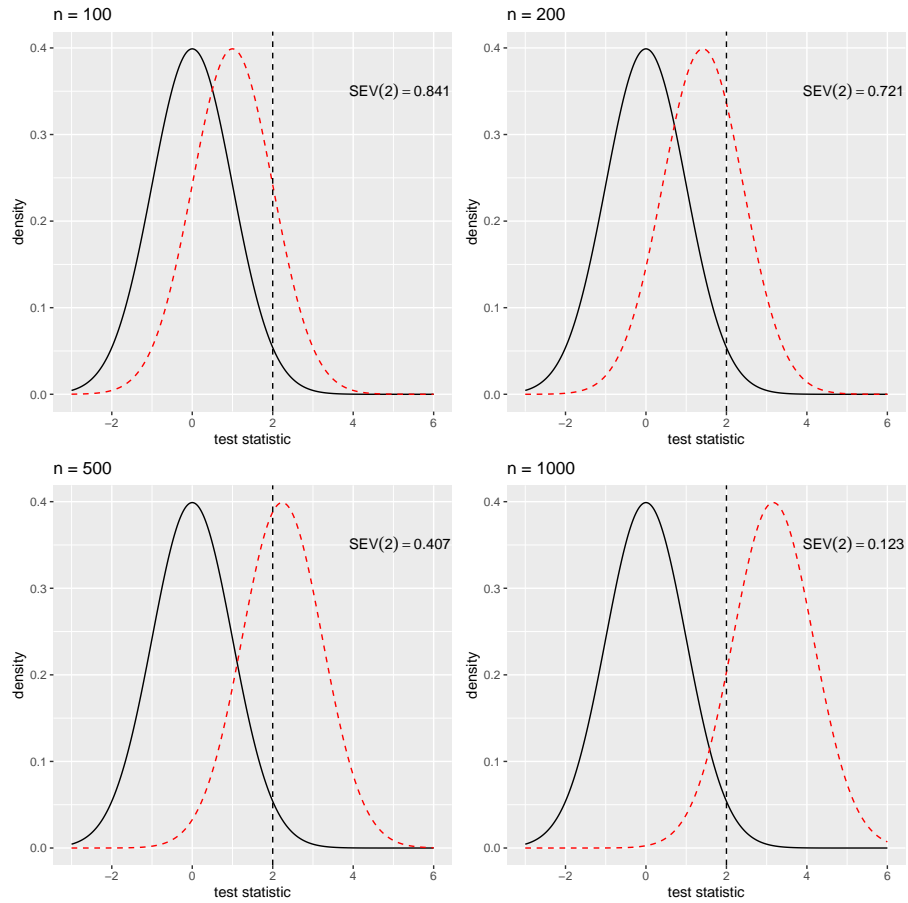 n = 100
SEV(2) = 0.841
0.4
0.3
0.2
0.1
0.0
density
−2 0 2 4 6
test statistic
n = 200
SEV(2) = 0.721
0.4
0.3
0.2
0.1
0.0
density
−2 0 2 4 6
test statistic
n = 500
SEV(2) = 0.407
0.4
0.3
0.2
0.1
0.0
density
−2 0 2 4 6
test statistic
n = 1000
SEV(2) = 0.123
0.4
0.3
0.2
0.1
0.0
density
−2 0 2 4 6
test statistic